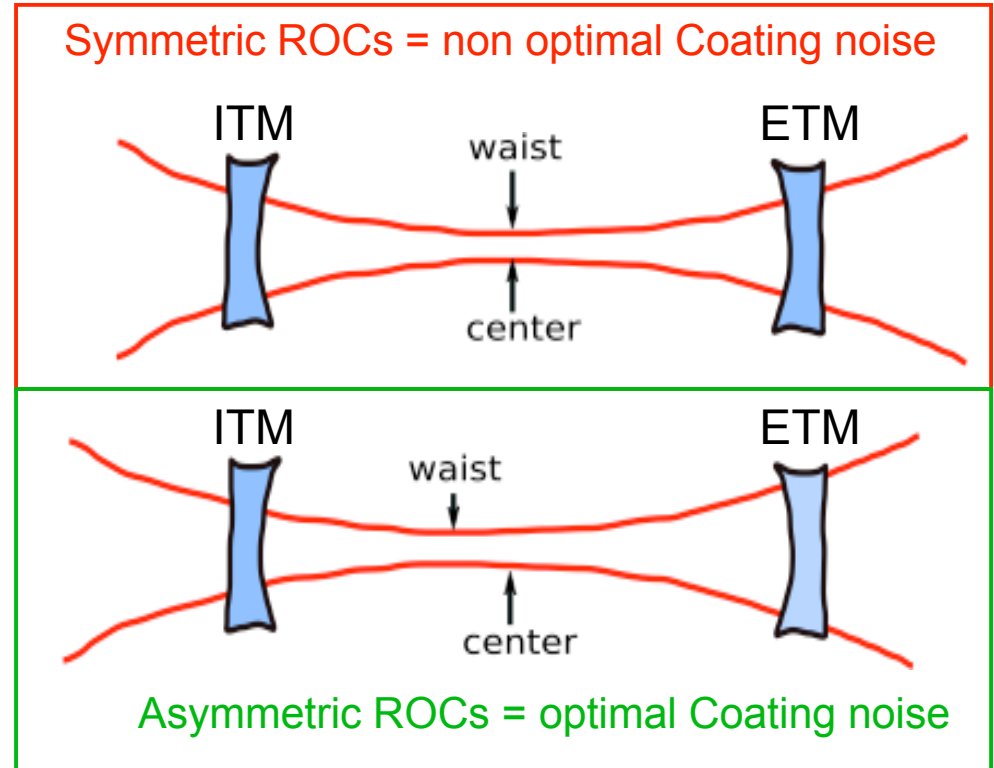 Symmetric ROCs = non optimal Coating noise
ITM
ETM
waist
center
ITM
ETM
waist
center
Asymmetric ROCs = optimal Coating noise